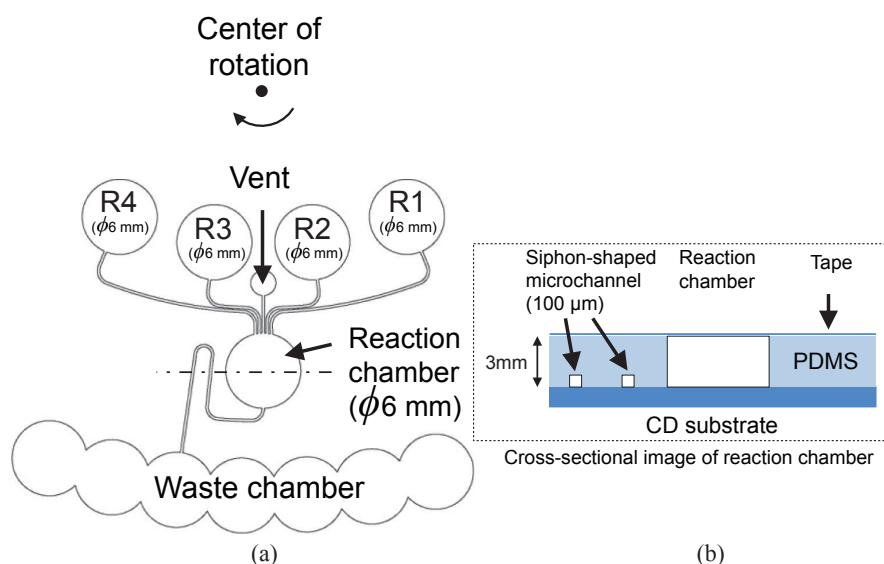 Center of
rotation
Vent
R4
(ϕ6 mm)
R3
(ϕ6 mm)
R2
(ϕ6 mm)
R1
(ϕ6 mm)
Reaction
chamber
(ϕ6 mm)
Waste chamber
(a)
Siphon-shaped
microchannel
(100 µm)
Reaction
chamber
Tape
3mm
PDMS
CD substrate
Cross-sectional image of reaction chamber
(b)